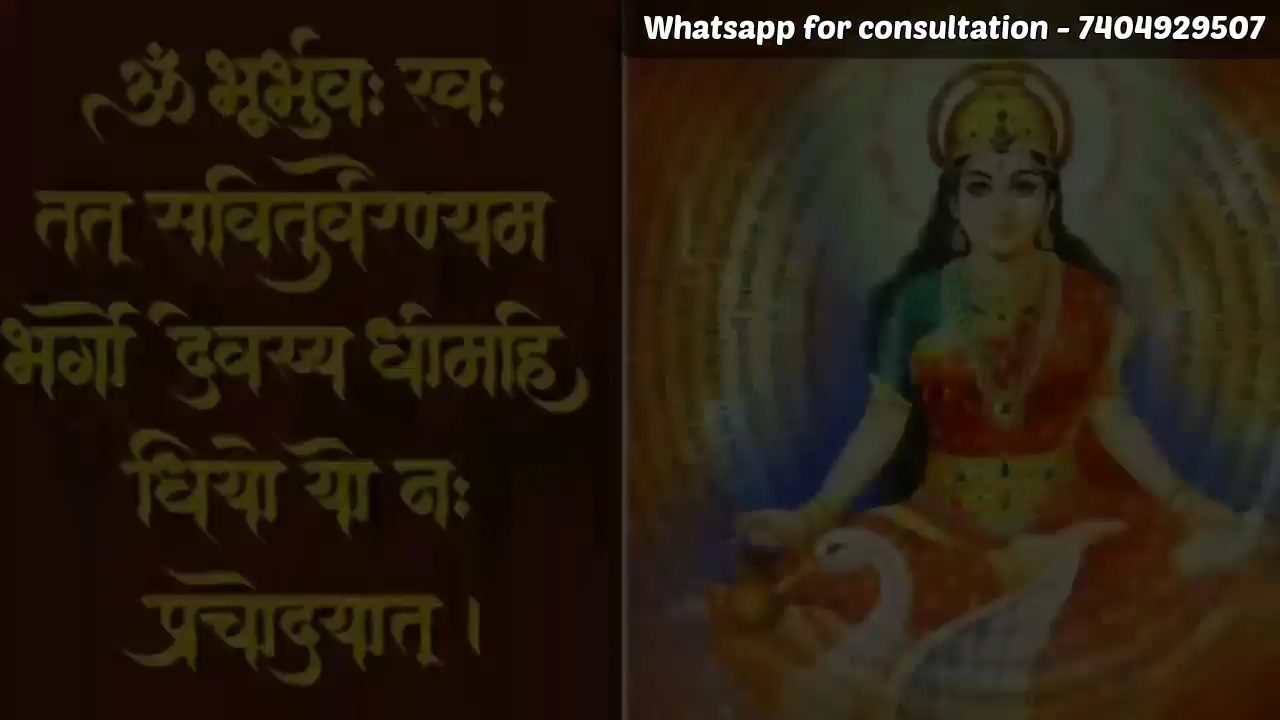 Whatsapp for consultation - 7404929507
ॐ भूर्भुवः स्वः
तत् सवितुर्वरेण्यम
भर्गो देवस्य धीमहि
धियो यो नः
प्रचोदयात् ।